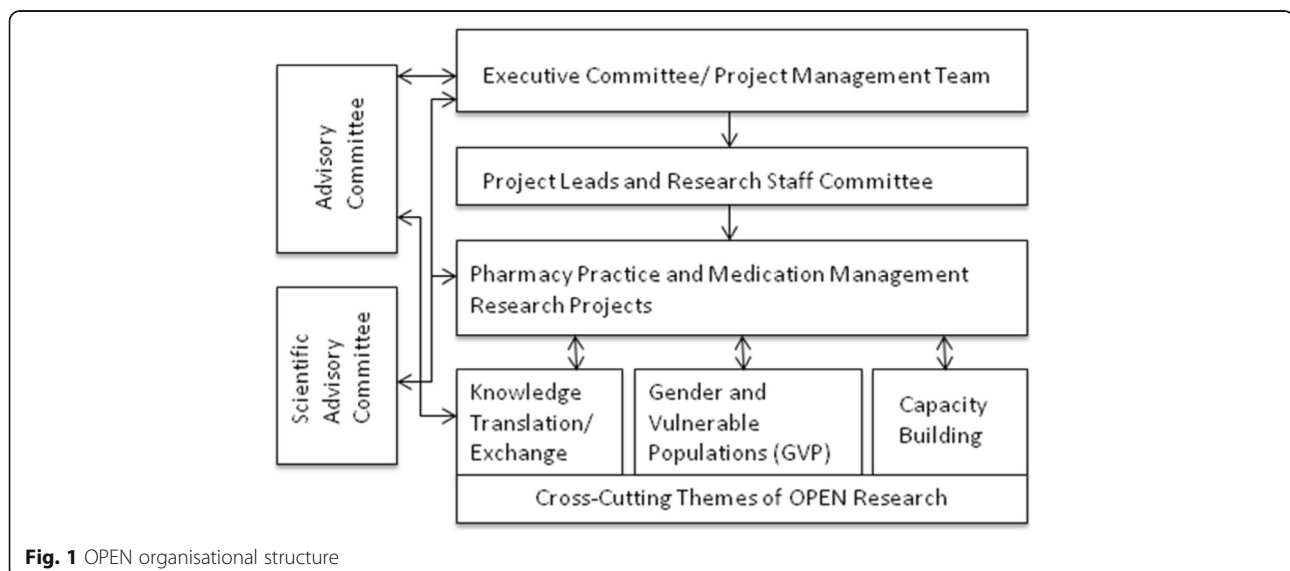 Executive Committee/ Project Management Team
Advisory
Committee
Project Leads and Research Staff Committee
Pharmacy Practice and Medication Management
Research Projects
Scientific
Advisory
Committee
Knowledge
Translation/
Exchange
Gender and
Vulnerable
Populations (GVP)
Capacity
Building
Cross-Cutting Themes of OPEN Research
Fig. 1 OPEN organisational structure